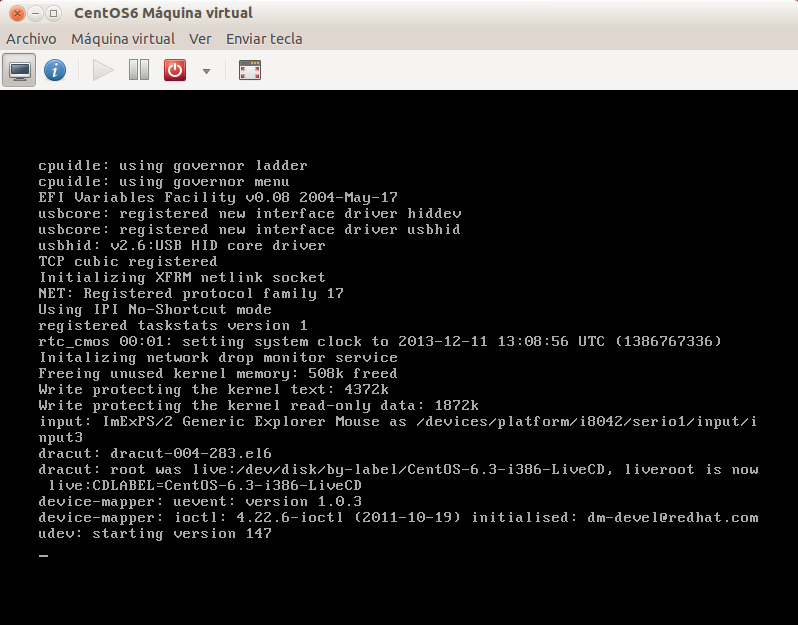 CentOS6 Máquina virtual
Archivo Máquina virtual Ver Enviar tecla
cpuidle: using governor ladder
cpuidle: using governor menu
EFI Variables Facility v0.08 2004-May-17
usbcore: registered new interface driver hiddev
usbcore: registered new interface driver usbhid
usbhid: v2.6:USB HID core driver
TCP cubic registered
Initializing XFRM netlink socket
NET: Registered protocol family 17
Using IPI No-Shortcut mode
registered taskstats version 1
rtc_cmos 00:01: setting system clock to 2013-12-11 13:08:56 UTC (1386767336)
Initalizing network drop monitor service
Freeing unused kernel memory: 508k freed
Write protecting the kernel text: 4372k
Write protecting the kernel read-only data: 1872k
input: ImExPS/2 Generic Explorer Mouse as /devices/platform/i8042/serio1/input/i
nput3
dracut: dracut-004-283.el6
dracut: root was live:/dev/disk/by-label/CentOS-6.3-i386-LiveCD, liveroot is now
 live:CDLABEL=CentOS-6.3-i386-LiveCD
device-mapper: uevent: version 1.0.3
device-mapper: ioctl: 4.22.6-ioctl (2011-10-19) initialised: dm-devel@redhat.com
udev: starting version 147